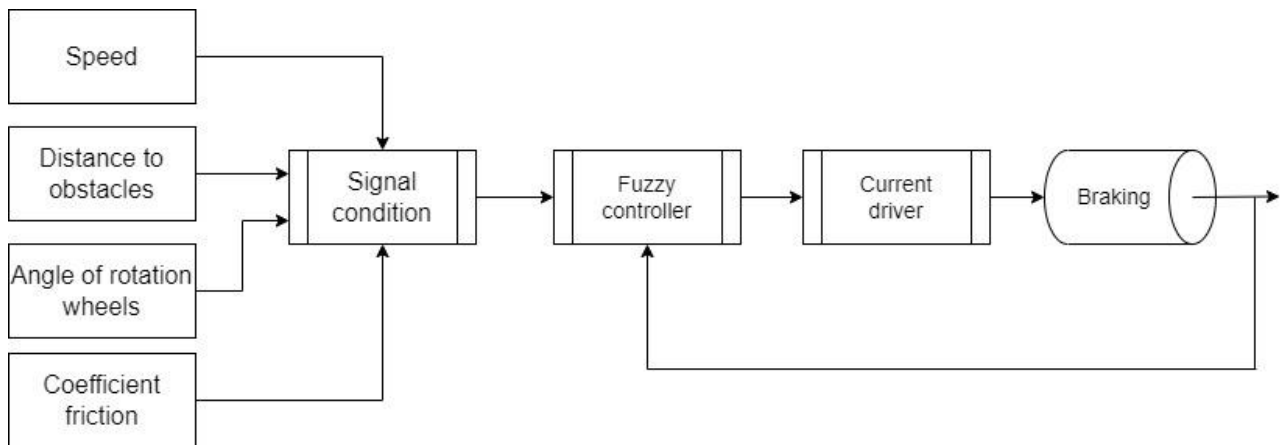 Speed
Distance to
obstacles
Angle of rotation
wheels
Coefficient
friction
Signal
condition
Fuzzy
controller
Current
driver
Braking